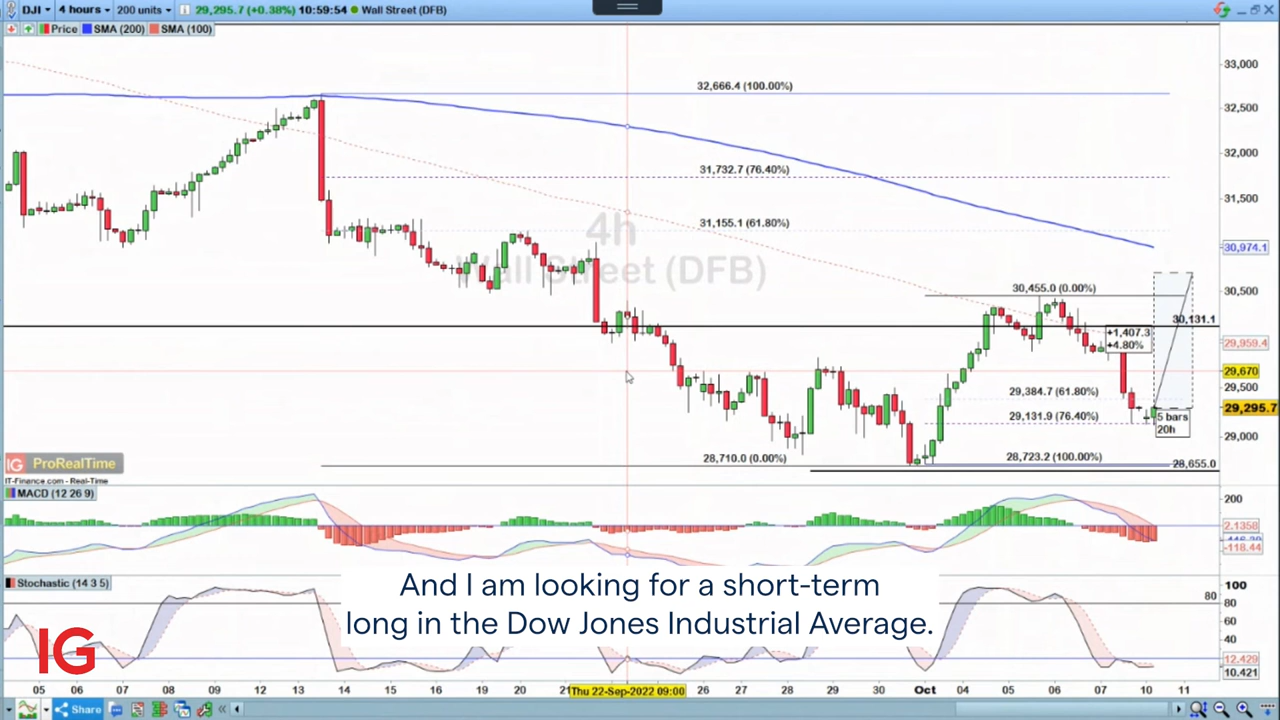 DJI 4 hours 200 units 29,295.7 (+0.38%) 10:59:54 Wall Street (DFB)
Price SMA (200) SMA (100)
33,000
32,666.4 (100.00%)
32,500
32,000
31,732.7 (76.40%)
31,500
31,155.1 (61.80%)
4h
Wall Street (DFB)
30,974.1
30,455.0 (0.00%)
30,500
30,131.1
+1,407.3
+4.80%
29,959.4
29,670
29,384.7 (61.80%)
29,500
29,295.7
29,131.9 (76.40%)
5 bars
20h
29,000
28,710.0 (0.00%)
28,723.2 (100.00%)
28,655.0
IG ProRealTime
IT-Finance.com - Real-Time
MACD (12 26 9)
200
2.1358
-118.44
Stochastic (14 3 5)
100
80
80
60
40
12.429
10.421
And I am looking for a short-term
long in the Dow Jones Industrial Average.
IG
05 06 07 08 09 12 13 14 15 16 19 20 21 Thu 22-Sep-2022 09:00 26 27 28 29 30 Oct 04 05 06 07 10 11
Share